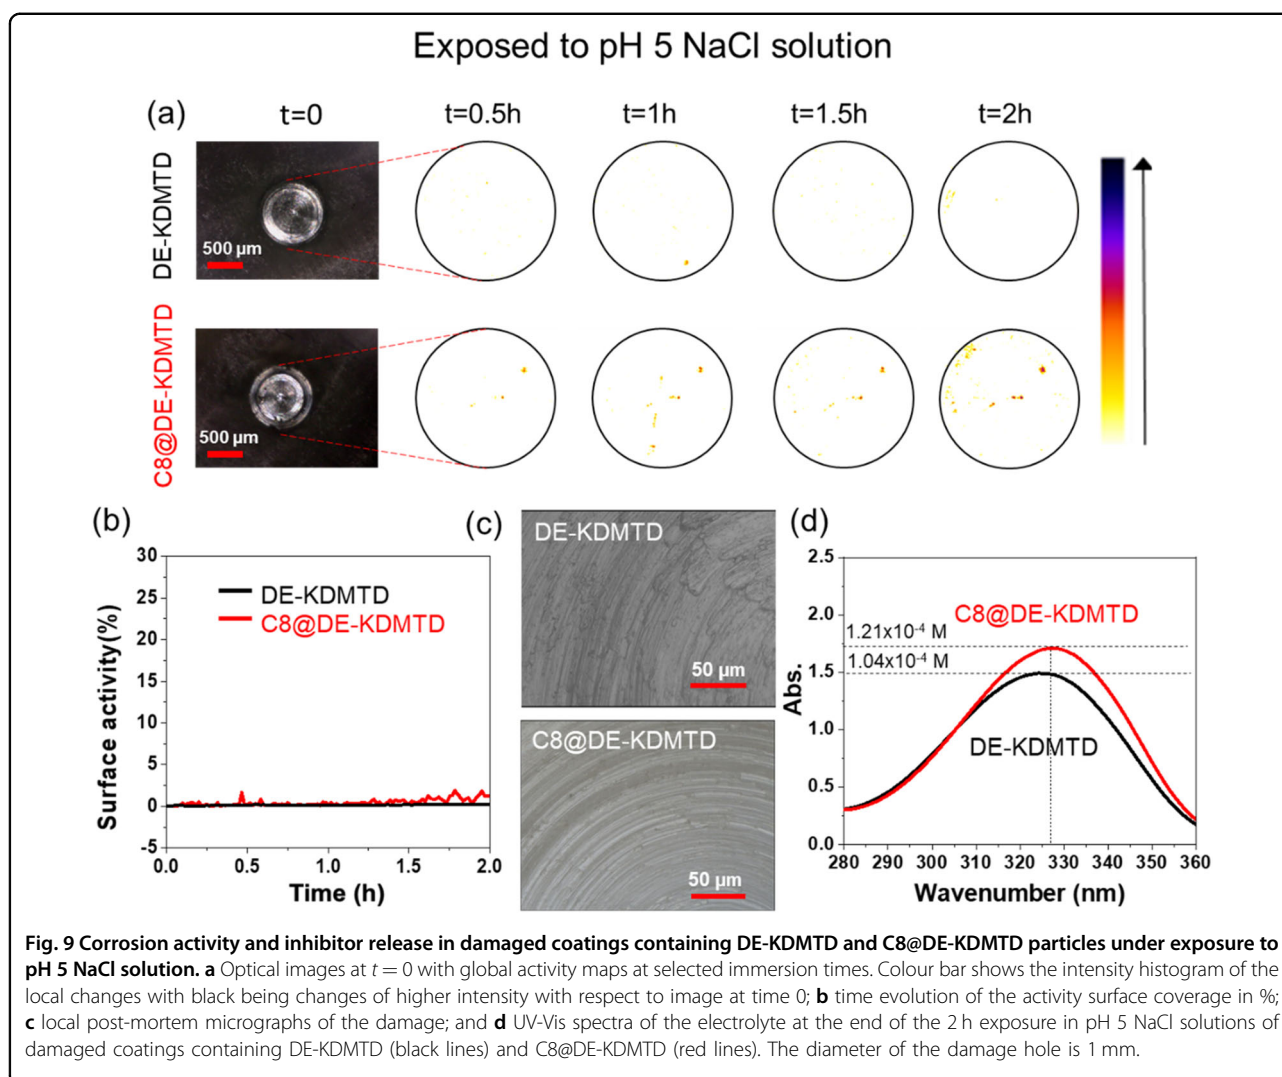 Exposed to pH 5 NaCl solution
(a)
t=0
t=0.5h
t=1h
t=1.5h
t=2h
DE-KDMTD
500 µm
C8@DE-KDMTD
500 µm
(b)
30
25
20
15
10
5
0
-5
Surface activity(%)
DE-KDMTD
C8@DE-KDMTD
0.0
0.5
1.0
1.5
2.0
Time (h)
(c)
DE-KDMTD
50 µm
C8@DE-KDMTD
50 µm
(d)
2.5
2.0
1.5
1.0
0.5
0.0
Abs.
C8@DE-KDMTD
1.21x10⁻⁴ M
1.04x10⁻⁴ M
DE-KDMTD
280
290
300
310
320
330
340
350
360
Wavenumber (nm)
Fig. 9 Corrosion activity and inhibitor release in damaged coatings containing DE-KDMTD and C8@DE-KDMTD particles under exposure to
pH 5 NaCl solution. a Optical images at t = 0 with global activity maps at selected immersion times. Colour bar shows the intensity histogram of the
local changes with black being changes of higher intensity with respect to image at time 0; b time evolution of the activity surface coverage in %;
c local post-mortem micrographs of the damage; and d UV-Vis spectra of the electrolyte at the end of the 2 h exposure in pH 5 NaCl solutions of
damaged coatings containing DE-KDMTD (black lines) and C8@DE-KDMTD (red lines). The diameter of the damage hole is 1 mm.